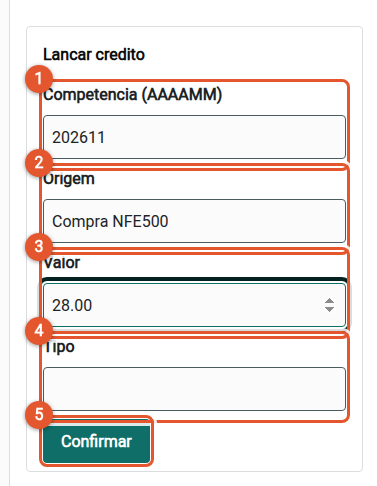 Lancar credito
1
Competencia (AAAAMM)
202611
2
Origem
Compra NFE500
3
Valor
28.00
4
Tipo
5
Confirmar